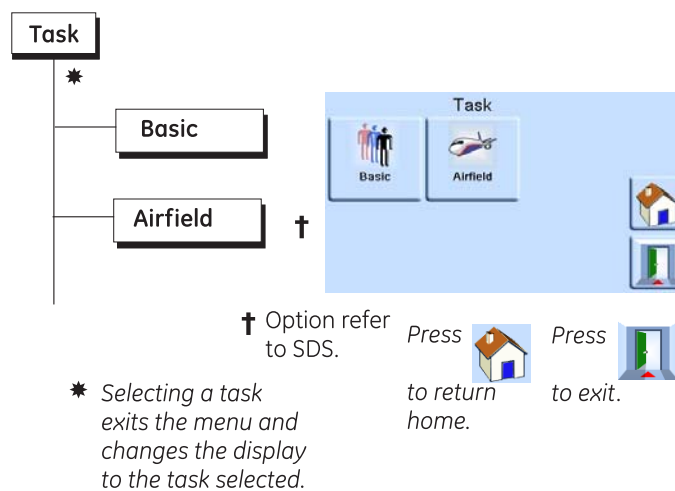 Task
✷
Basic
Airfield
†
Task
Basic
Airfield
† Option refer
to SDS.
Press
to return
home.
Press
to exit.
✷ Selecting a task
exits the menu and
changes the display
to the task selected.